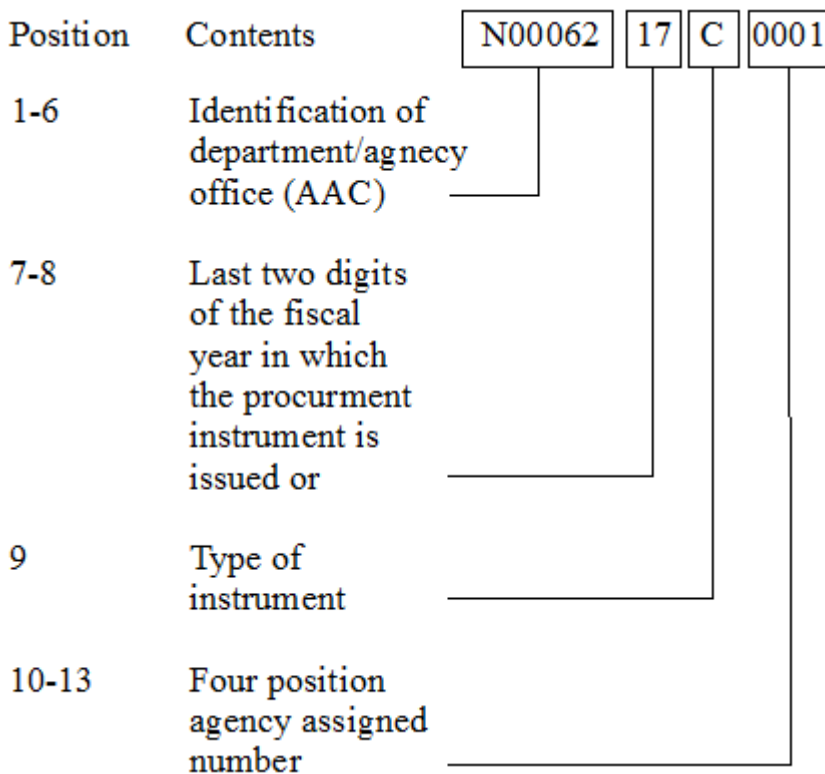 Position Contents N00062 17 C 0001
1-6 Identification of
department/agnecy
office (AAC)
7-8 Last two digits
of the fiscal
year in which
the procurment
instrument is
issued or
9 Type of
instrument
10-13 Four position
agency assigned
number